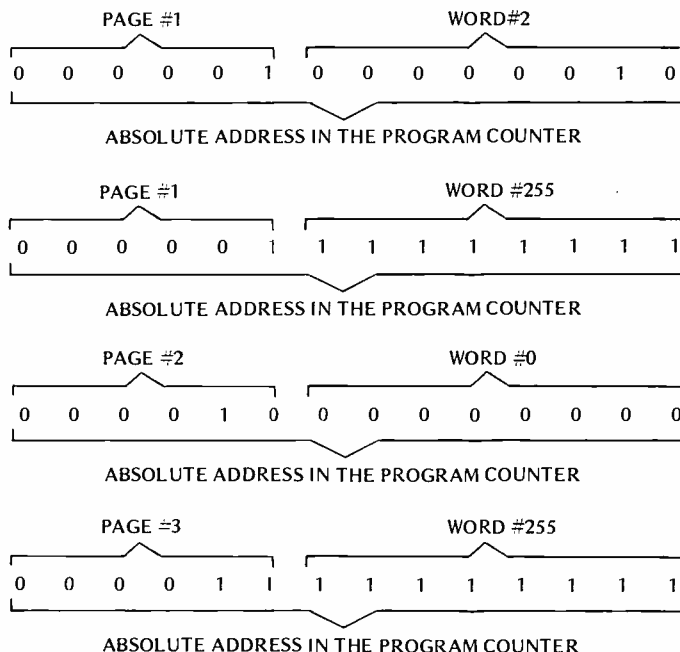 PAGE #1 WORD#2
0 0 0 0 0 1 0 0 0 0 0 0 1 0
ABSOLUTE ADDRESS IN THE PROGRAM COUNTER
PAGE #1 WORD #255
0 0 0 0 0 1 1 1 1 1 1 1 1 1
ABSOLUTE ADDRESS IN THE PROGRAM COUNTER
PAGE #2 WORD #0
0 0 0 0 1 0 0 0 0 0 0 0 0 0
ABSOLUTE ADDRESS IN THE PROGRAM COUNTER
PAGE #3 WORD #255
0 0 0 0 1 1 1 1 1 1 1 1 1 1
ABSOLUTE ADDRESS IN THE PROGRAM COUNTER